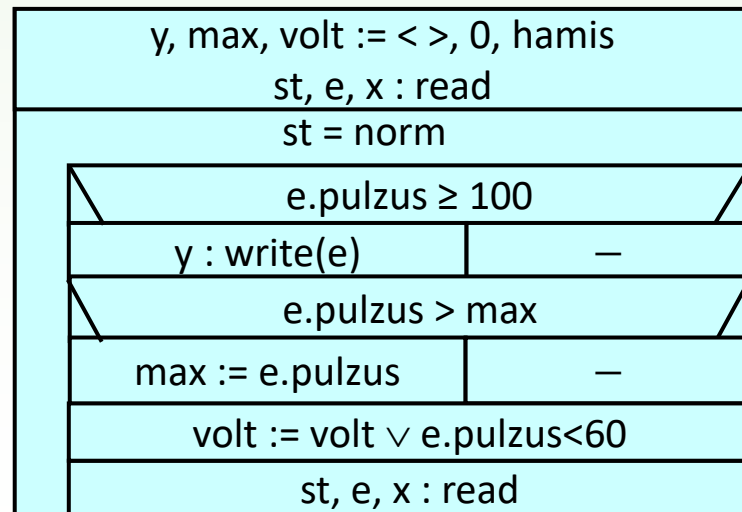 y, max, volt := < >, 0, hamis
st, e, x : read
st = norm
e.pulzus ≥ 100
y : write(e) –
e.pulzus > max
max := e.pulzus –
volt := volt ∨ e.pulzus<60
st, e, x : read